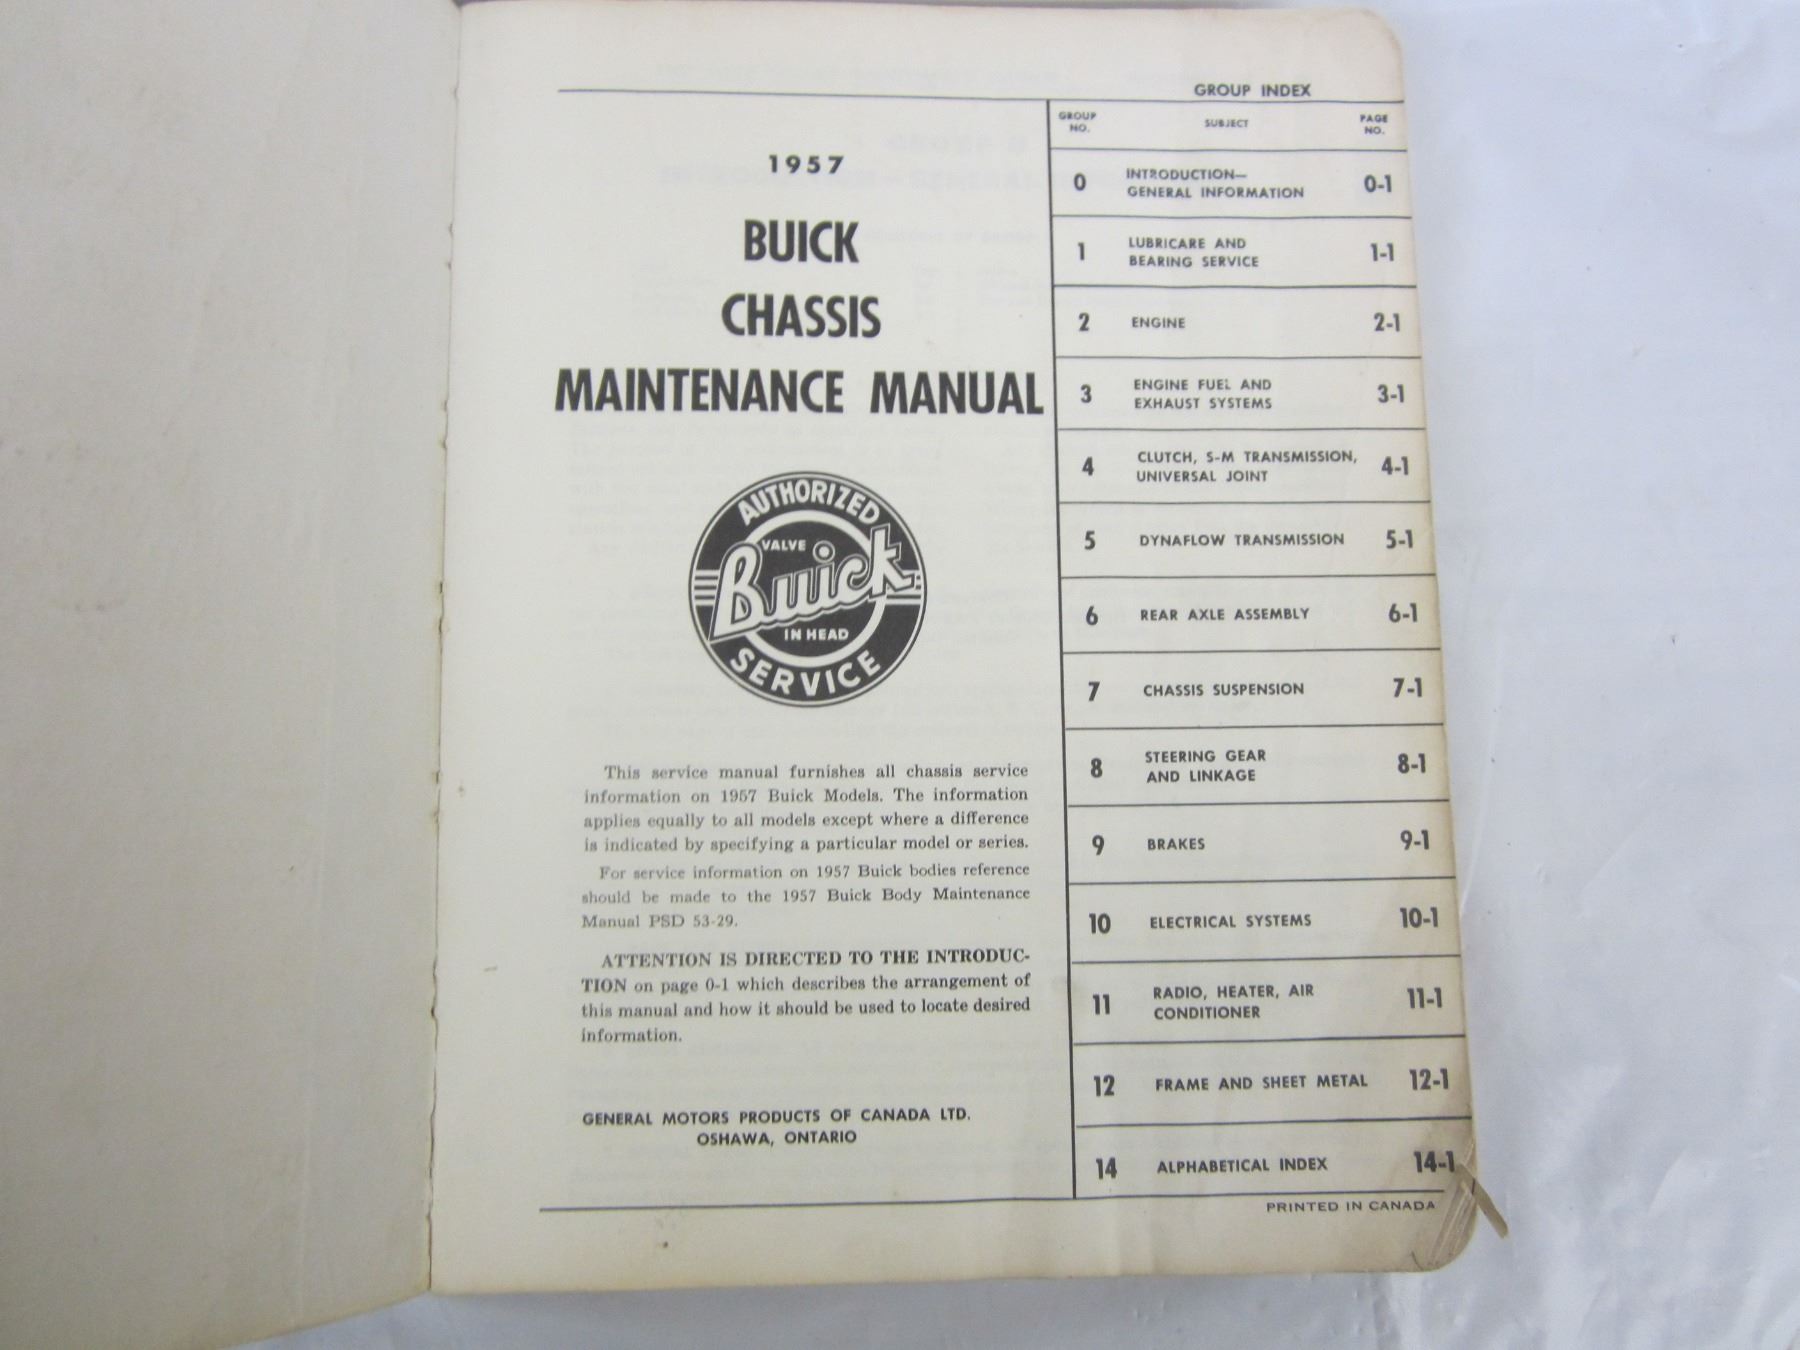 1957
BUICK
CHASSIS
MAINTENANCE MANUAL
AUTHORIZED
VALVE
Buick
IN HEAD
SERVICE
This service manual furnishes all chassis service
information on 1957 Buick Models. The information
applies equally to all models except where a difference
is indicated by specifying a particular model or series.
For service information on 1957 Buick bodies reference
should be made to the 1957 Buick Body Maintenance
Manual PSD 53-29.
ATTENTION IS DIRECTED TO THE INTRODUC-
TION on page 0-1 which describes the arrangement of
this manual and how it should be used to locate desired
information.
GENERAL MOTORS PRODUCTS OF CANADA LTD.
OSHAWA, ONTARIO
GROUP INDEX
GROUP NO. SUBJECT PAGE NO.
0 INTRODUCTION— 0-1
GENERAL INFORMATION
1 LUBRICARE AND 1-1
BEARING SERVICE
2 ENGINE 2-1
3 ENGINE FUEL AND 3-1
EXHAUST SYSTEMS
4 CLUTCH, S-M TRANSMISSION, 4-1
UNIVERSAL JOINT
5 DYNAFLOW TRANSMISSION 5-1
6 REAR AXLE ASSEMBLY 6-1
7 CHASSIS SUSPENSION 7-1
8 STEERING GEAR 8-1
AND LINKAGE
9 BRAKES 9-1
10 ELECTRICAL SYSTEMS 10-1
11 RADIO, HEATER, AIR 11-1
CONDITIONER
12 FRAME AND SHEET METAL 12-1
14 ALPHABETICAL INDEX 14-1
PRINTED IN CANADA